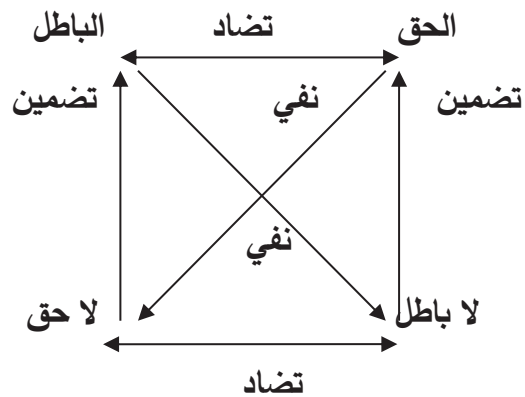 الحق تضاد الباطل
تضمين نفي تضمين
نفي
لا باطل لا حق
تضاد